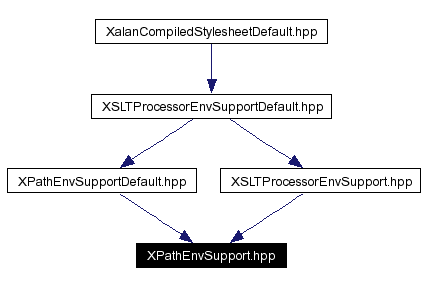 XalanCompiledStylesheetDefault.hpp
XSLTProcessorEnvSupportDefault.hpp
XPathEnvSupportDefault.hpp
XSLTProcessorEnvSupport.hpp
XPathEnvSupport.hpp